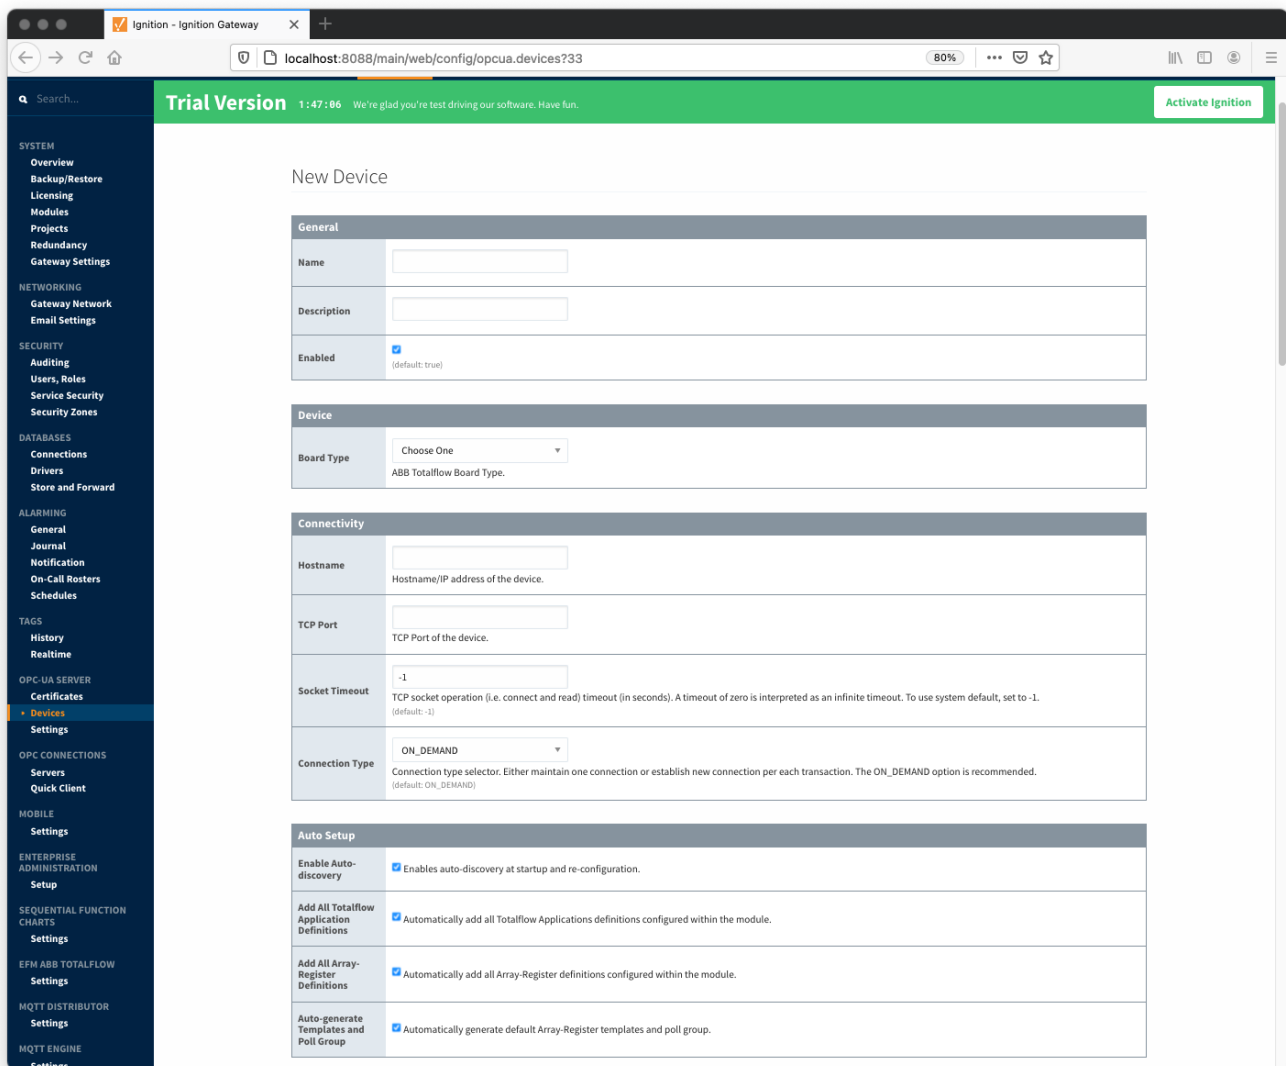 Ignition - Ignition Gateway
localhost:8088/main/web/config/opcua.devices?33
80%
Search...
Trial Version 1:47:06 We're glad you're test driving our software. Have fun.
Activate Ignition
SYSTEM
Overview
Backup/Restore
Licensing
Modules
Projects
Redundancy
Gateway Settings
NETWORKING
Gateway Network
Email Settings
SECURITY
Auditing
Users, Roles
Service Security
Security Zones
DATABASES
Connections
Drivers
Store and Forward
ALARMING
General
Journal
Notification
On-Call Rosters
Schedules
TAGS
History
Realtime
OPC-UA SERVER
Certificates
Devices
Settings
OPC CONNECTIONS
Servers
Quick Client
MOBILE
Settings
ENTERPRISE
ADMINISTRATION
Setup
SEQUENTIAL FUNCTION
CHARTS
Settings
EFM ABB TOTALFLOW
Settings
MQTT DISTRIBUTOR
Settings
MQTT ENGINE
Settings
New Device
General
Name
Description
Enabled
(default: true)
Device
Board Type
Choose One
ABB Totalflow Board Type.
Connectivity
Hostname
Hostname/IP address of the device.
TCP Port
TCP Port of the device.
Socket Timeout
-1
TCP socket operation (i.e. connect and read) timeout (in seconds). A timeout of zero is interpreted as an infinite timeout. To use system default, set to -1.
(default: -1)
Connection Type
ON_DEMAND
Connection type selector. Either maintain one connection or establish new connection per each transaction. The ON_DEMAND option is recommended.
(default: ON_DEMAND)
Auto Setup
Enable Auto-
discovery
Enables auto-discovery at startup and re-configuration.
Add All Totalflow
Application
Definitions
Automatically add all Totalflow Applications definitions configured within the module.
Add All Array-
Register
Definitions
Automatically add all Array-Register definitions configured within the module.
Auto-generate
Templates and
Poll Group
Automatically generate default Array-Register templates and poll group.